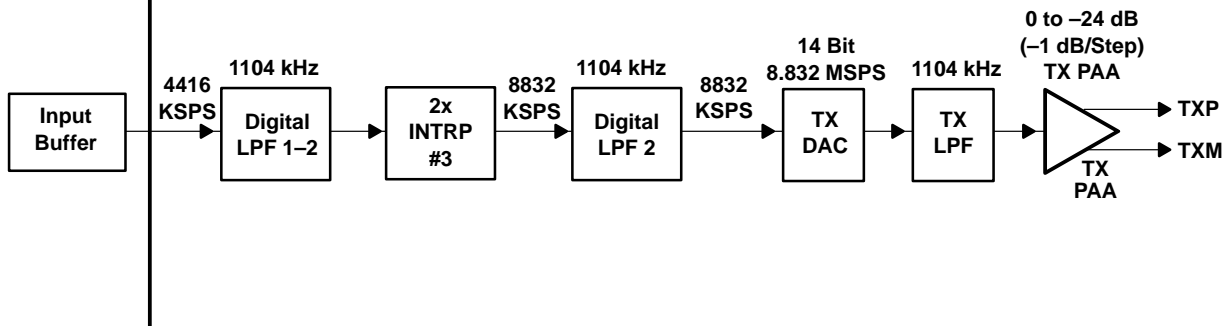 Input
Buffer
4416
KSPS
1104 kHz
Digital
LPF 1–2
2x
INTRP
#3
8832
KSPS
1104 kHz
Digital
LPF 2
8832
KSPS
14 Bit
8.832 MSPS
TX
DAC
1104 kHz
TX
LPF
0 to –24 dB
(–1 dB/Step)
TX PAA
TX
PAA
TXP
TXM